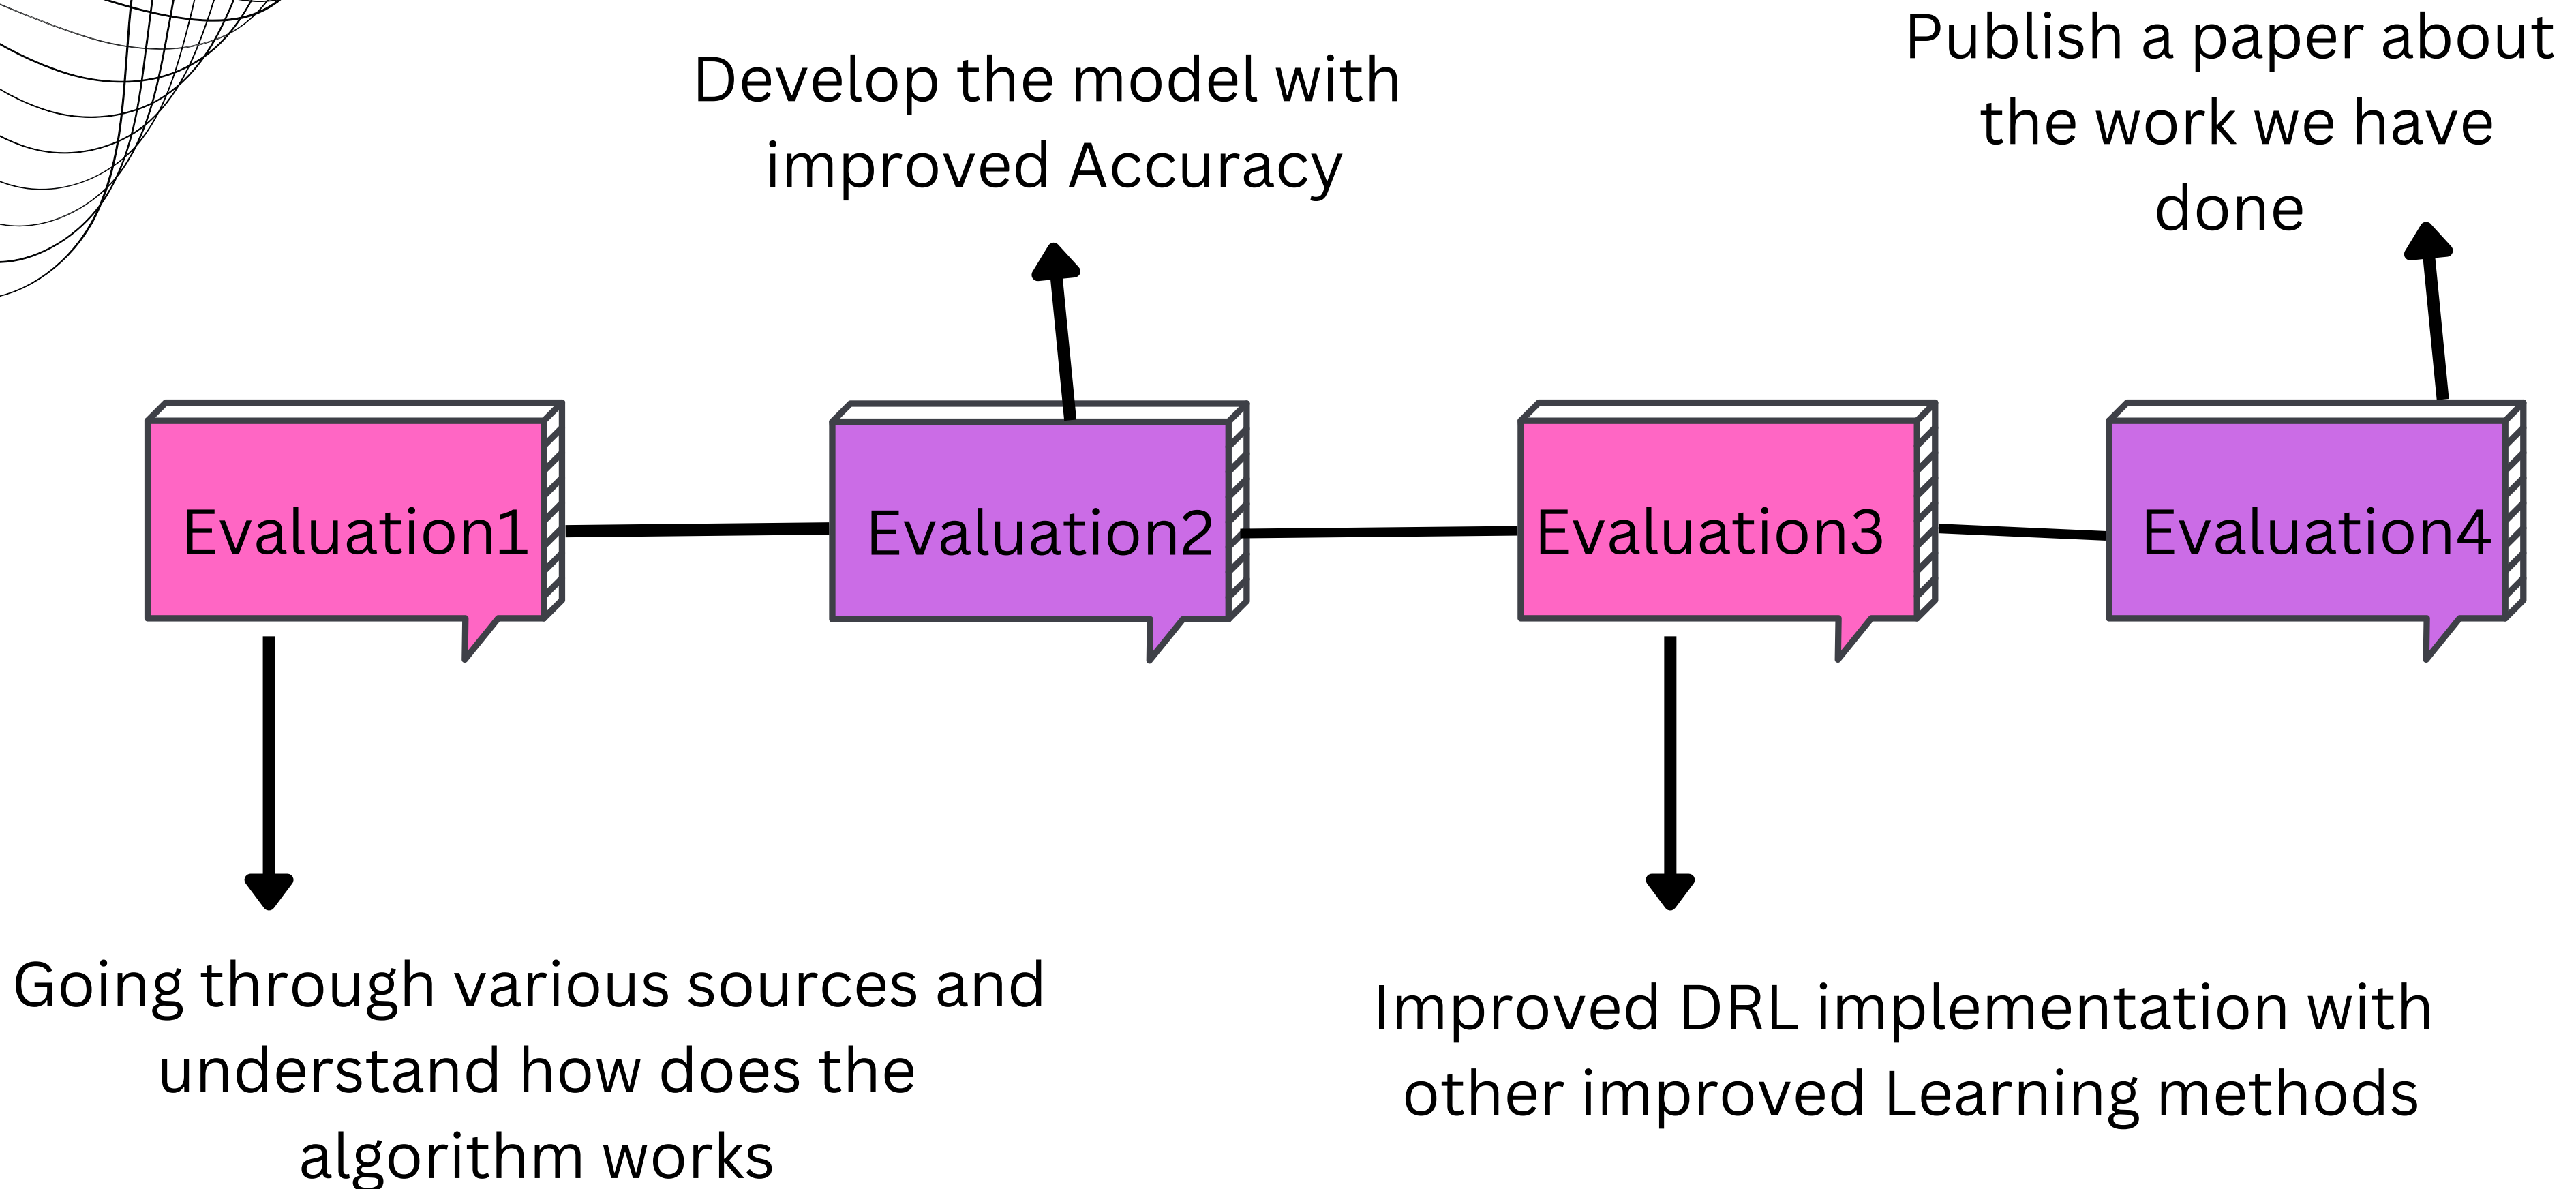 Develop the model with
improved Accuracy
Publish a paper about
the work we have
done
Evaluation1
Evaluation2
Evaluation3
Evaluation4
Going through various sources and
understand how does the
algorithm works
Improved DRL implementation with
other improved Learning methods